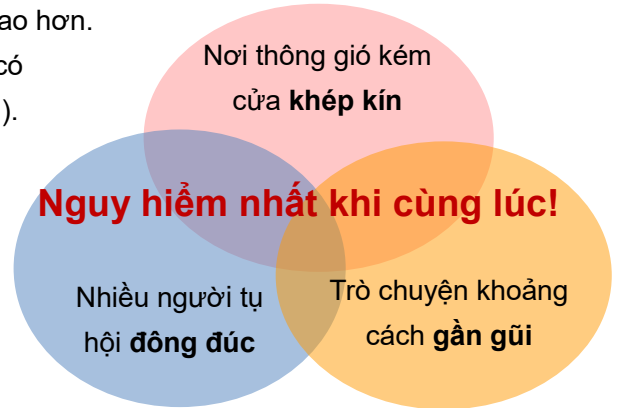 ao hơn.
có
).
Nơi thông gió kém
cửa khép kín
Nguy hiểm nhất khi cùng lúc!
Nhiều người tụ
hội đông đúc
Trò chuyện khoảng
cách gần gũi